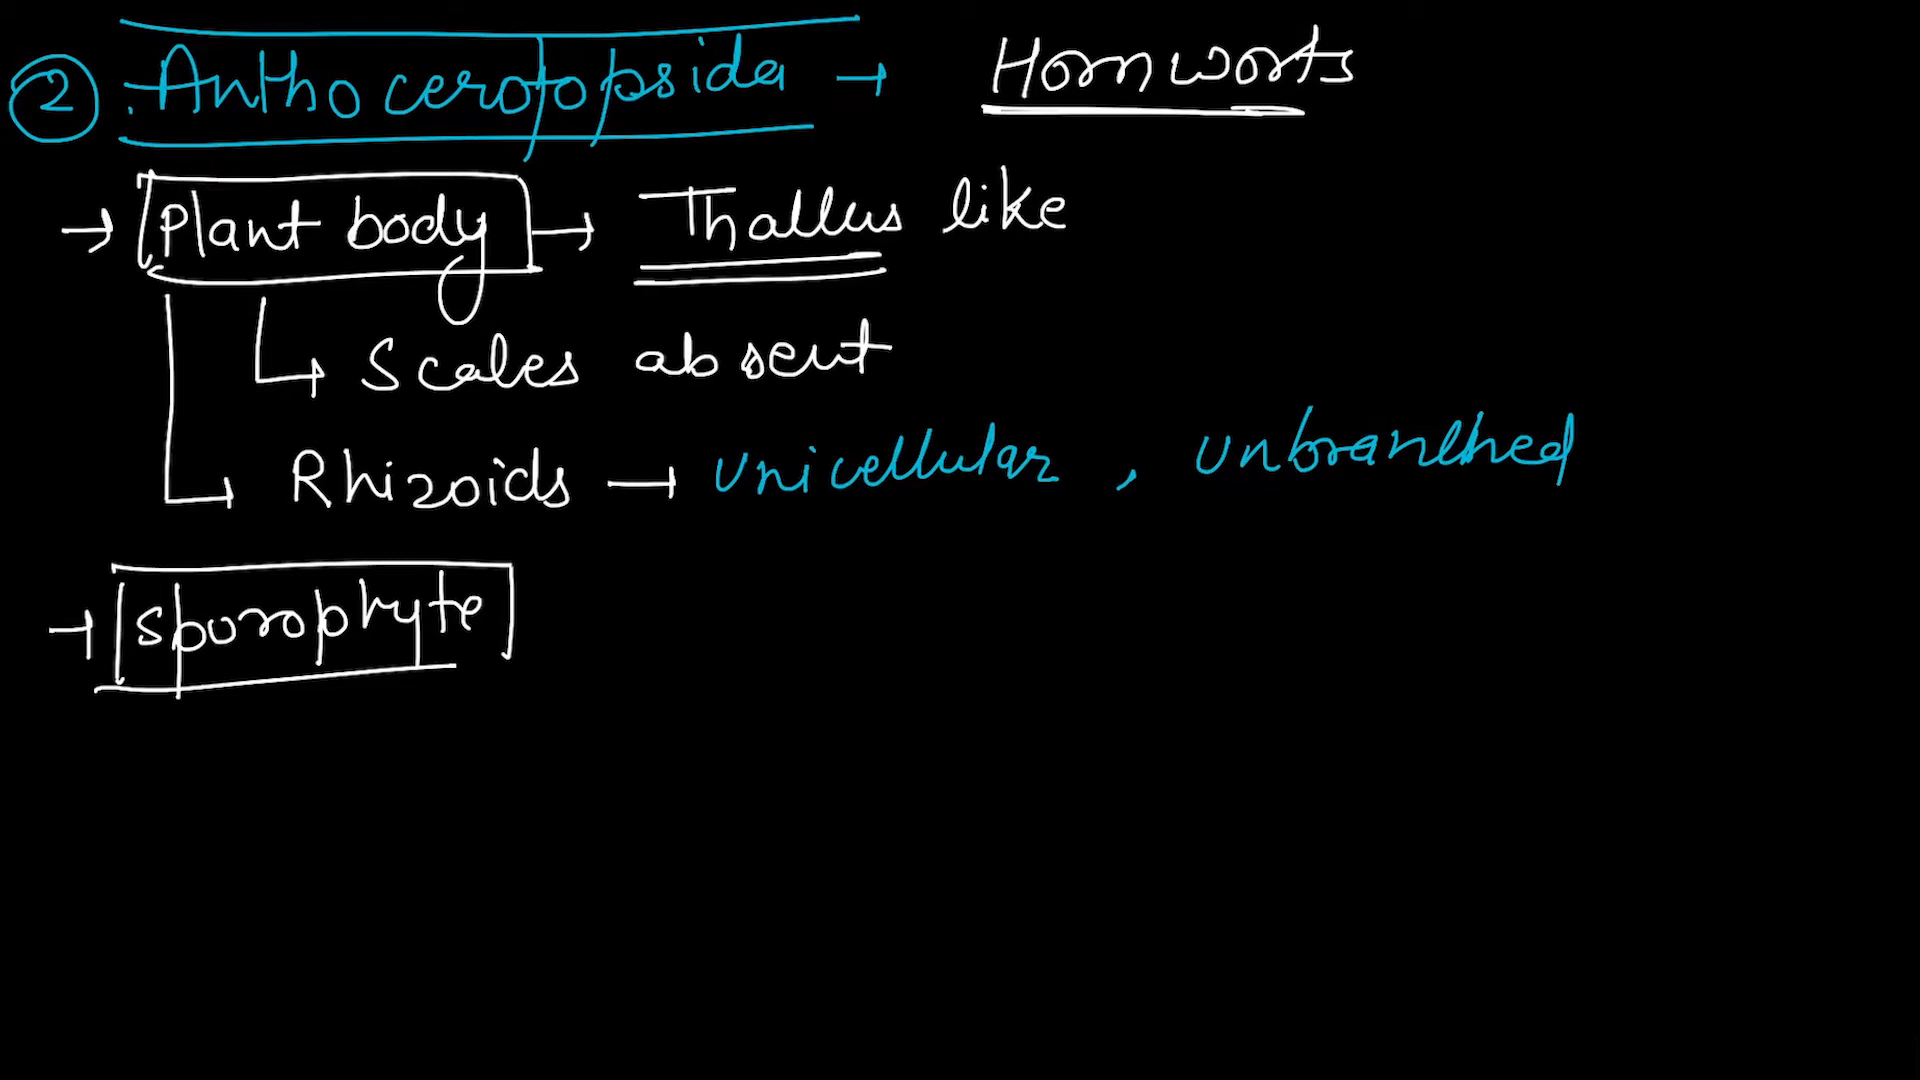 2 Anthocerotopsida → Hornworts
→ Plant body → Thallus like
↳ Scales absent
↳ Rhizoids → unicellular, unbranched
→ Sporophyte